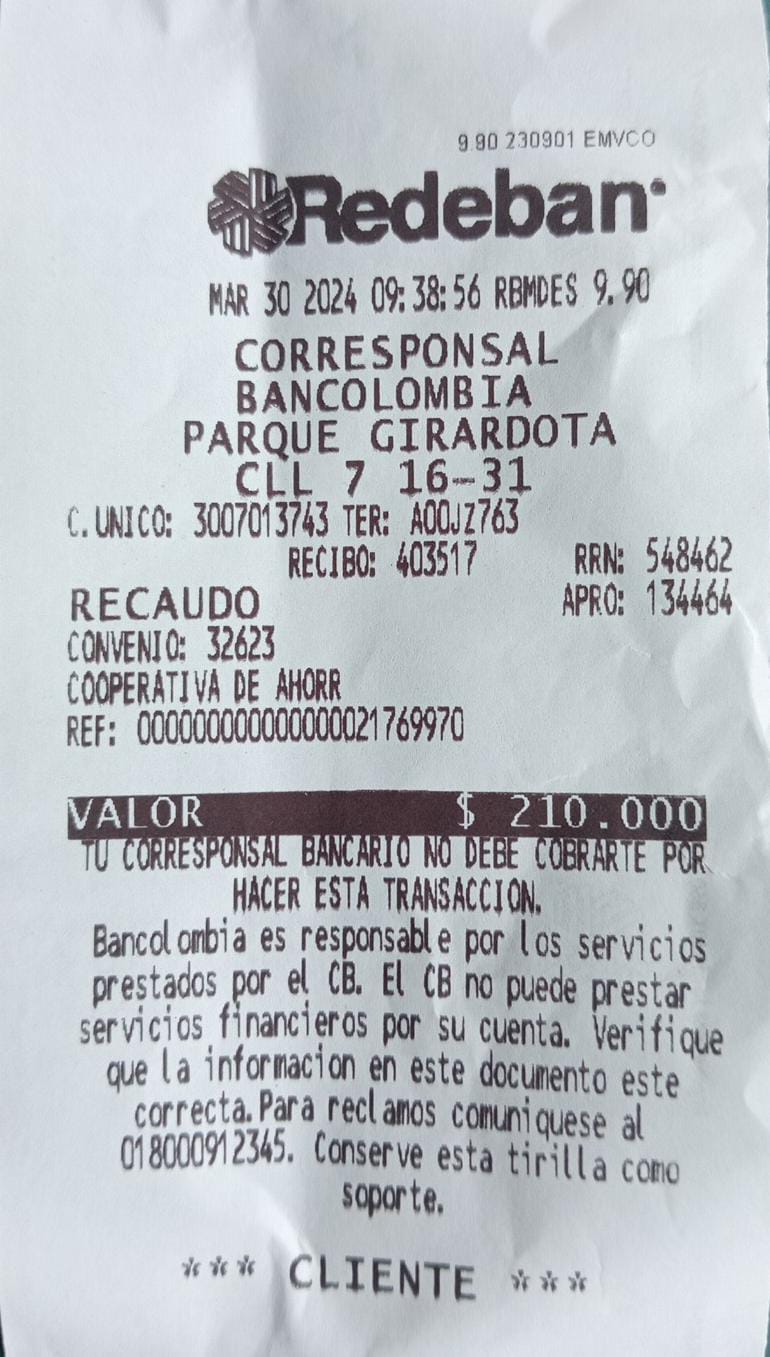 9.90 230901 EMVCO
Redeban
MAR 30 2024 09:38:56 RBMDES 9.90
CORRESPONSAL
BANCOLOMBIA
PARQUE GIRARDOTA
CLL 7 16-31
C.UNICO: 3007013743 TER: A00JZ763
RECIBO: 403517 RRN: 548462
RECAUDO APRO: 134464
CONVENIO: 32623
COOPERATIVA DE AHORR
REF: 0000000000000000021769970
VALOR $ 210.000
TU CORRESPONSAL BANCARIO NO DEBE COBRARTE POR
HACER ESTA TRANSACCION.
Bancolombia es responsable por los servicios
prestados por el CB. El CB no puede prestar
servicios financieros por su cuenta. Verifique
que la informacion en este documento este
correcta.Para reclamos comuniquese al
018000912345. Conserve esta tirilla como
soporte.
*** CLIENTE ***